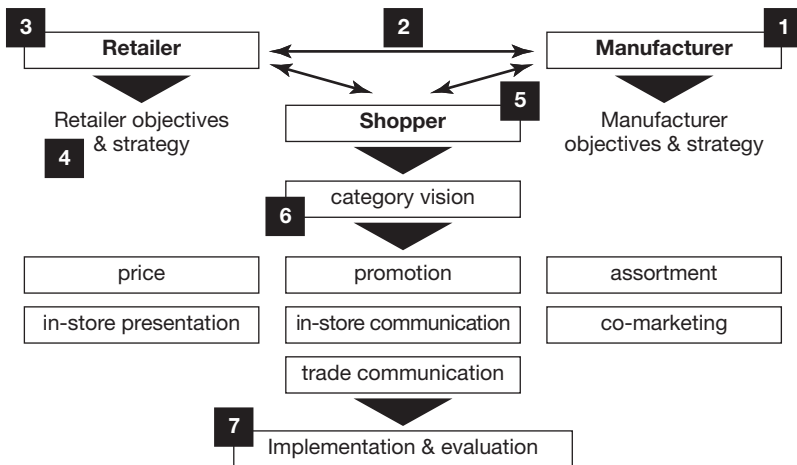 3
Retailer
2
Manufacturer
1
Retailer objectives
& strategy
4
5
Shopper
Manufacturer
objectives & strategy
category vision
6
price
promotion
assortment
in-store presentation
in-store communication
co-marketing
trade communication
7
Implementation & evaluation